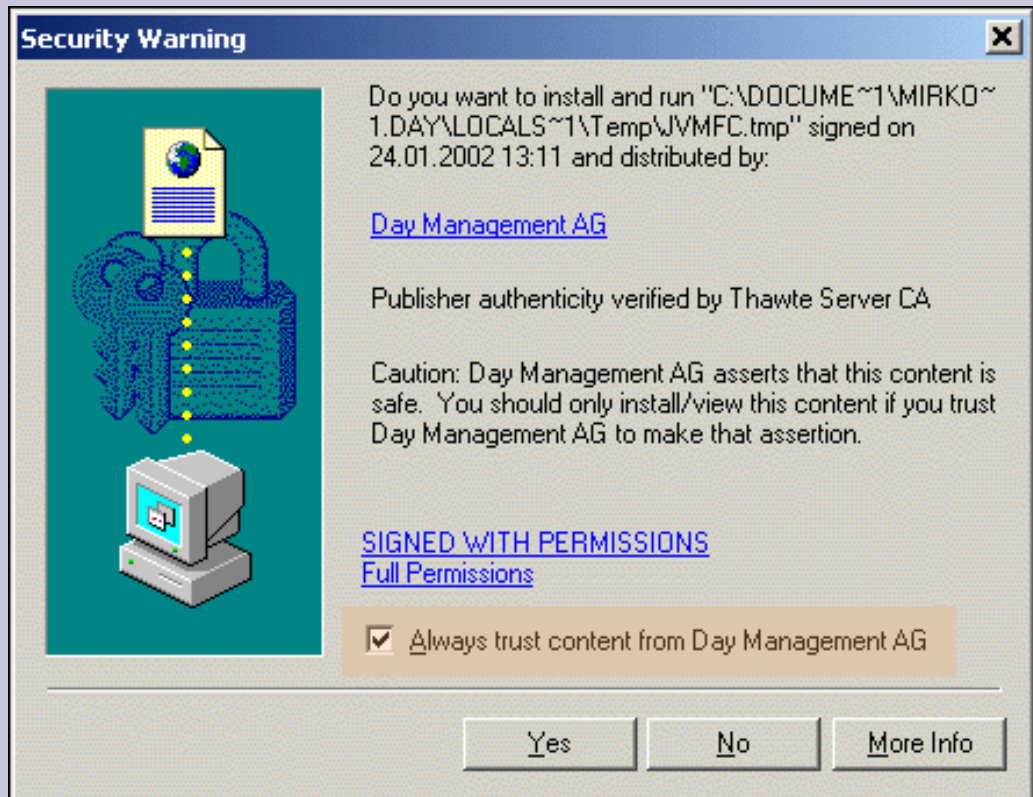 Security Warning
Do you want to install and run "C:\DOCUME~1\MIRKO~
1.DAY\LOCALS~1\Temp\JVMFC.tmp" signed on
24.01.2002 13:11 and distributed by:
Day Management AG
Publisher authenticity verified by Thawte Server CA
Caution: Day Management AG asserts that this content is
safe.  You should only install/view this content if you trust
Day Management AG to make that assertion.
SIGNED WITH PERMISSIONS
Full Permissions
Always trust content from Day Management AG
Yes
No
More Info